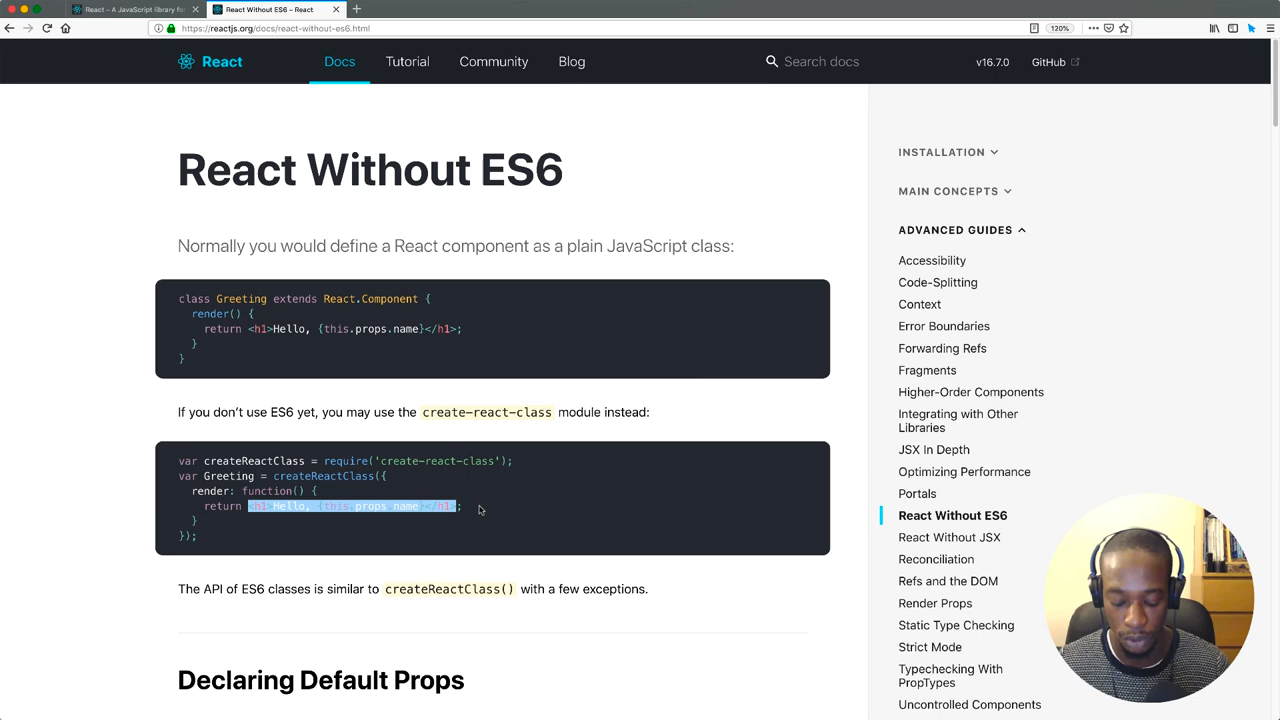 React – A JavaScript library for
React Without ES6 – React
https://reactjs.org/docs/react-without-es6.html
120%
React
Docs
Tutorial
Community
Blog
Search docs
v16.7.0
GitHub
React Without ES6
Normally you would define a React component as a plain JavaScript class:
class Greeting extends React.Component {
render() {
return <h1>Hello, {this.props.name}</h1>;
}
}
If you don't use ES6 yet, you may use the create-react-class module instead:
var createReactClass = require('create-react-class');
var Greeting = createReactClass({
render: function() {
return <h1>Hello, {this.props.name}</h1>;
}
});
The API of ES6 classes is similar to createReactClass() with a few exceptions.
Declaring Default Props
INSTALLATION
MAIN CONCEPTS
ADVANCED GUIDES
Accessibility
Code-Splitting
Context
Error Boundaries
Forwarding Refs
Fragments
Higher-Order Components
Integrating with Other
Libraries
JSX In Depth
Optimizing Performance
Portals
React Without ES6
React Without JSX
Reconciliation
Refs and the DOM
Render Props
Static Type Checking
Strict Mode
Typechecking With
PropTypes
Uncontrolled Components